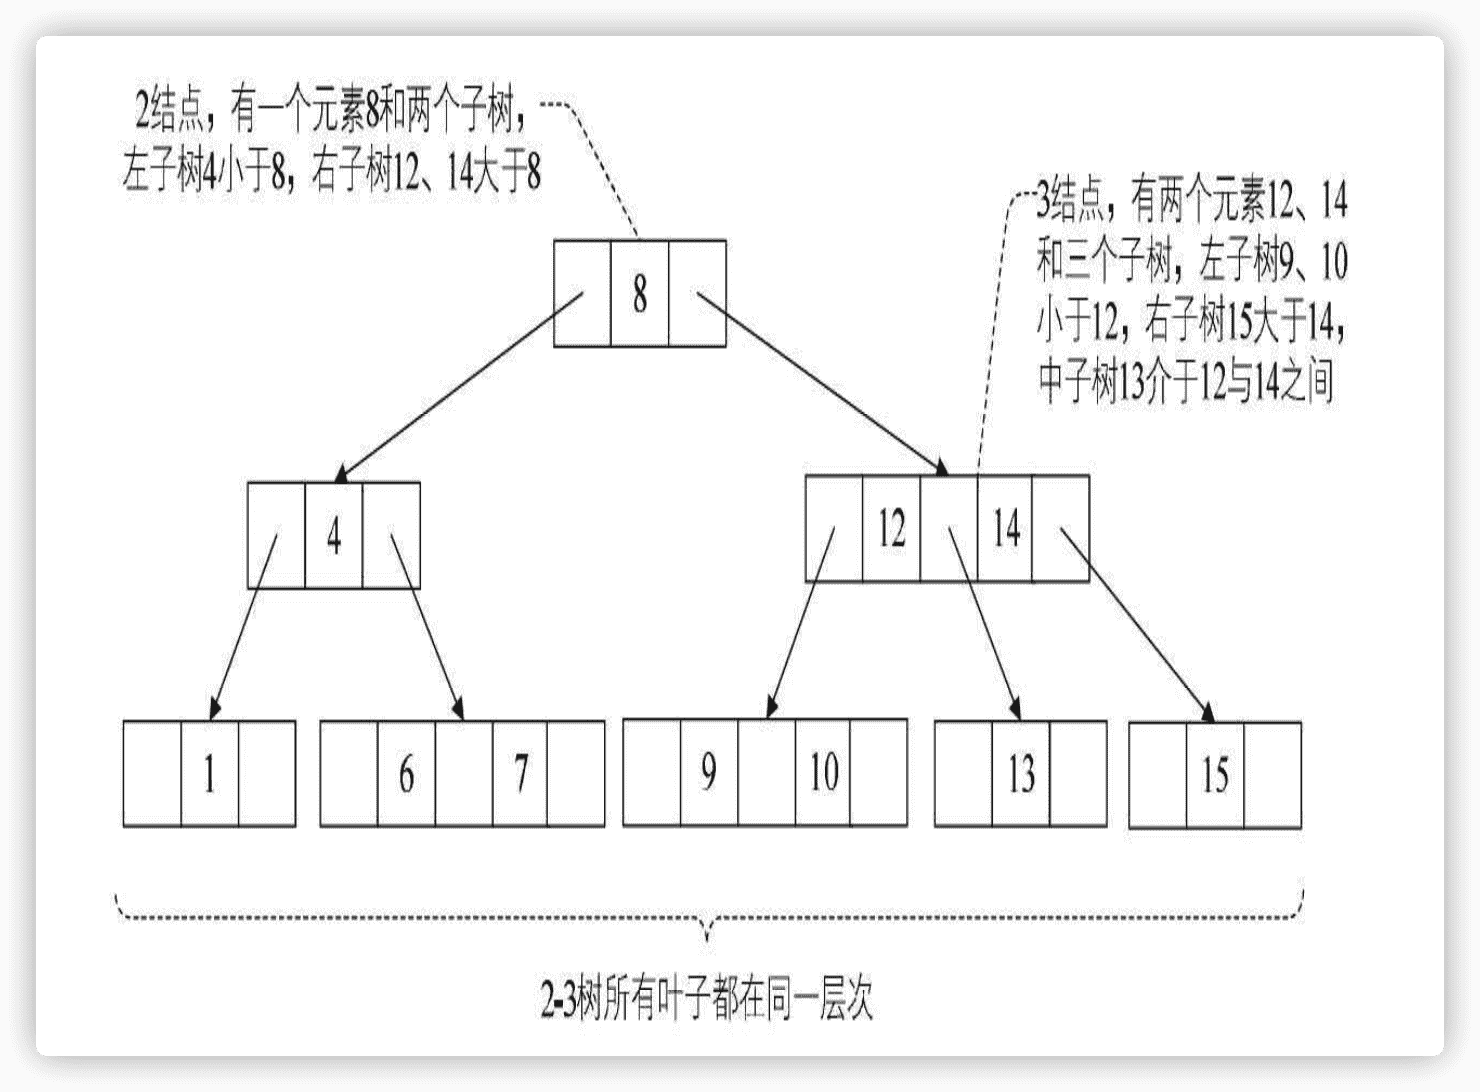 2结点，有一个元素8和两个子树，
左子树4小于8，右子树12、14大于8
3结点，有两个元素12、14
和三个子树，左子树9、10
小于12，右子树15大于14，
中子树13介于12与14之间
8
4
12 14
1 6 7 9 10 13 15
2-3树所有叶子都在同一层次